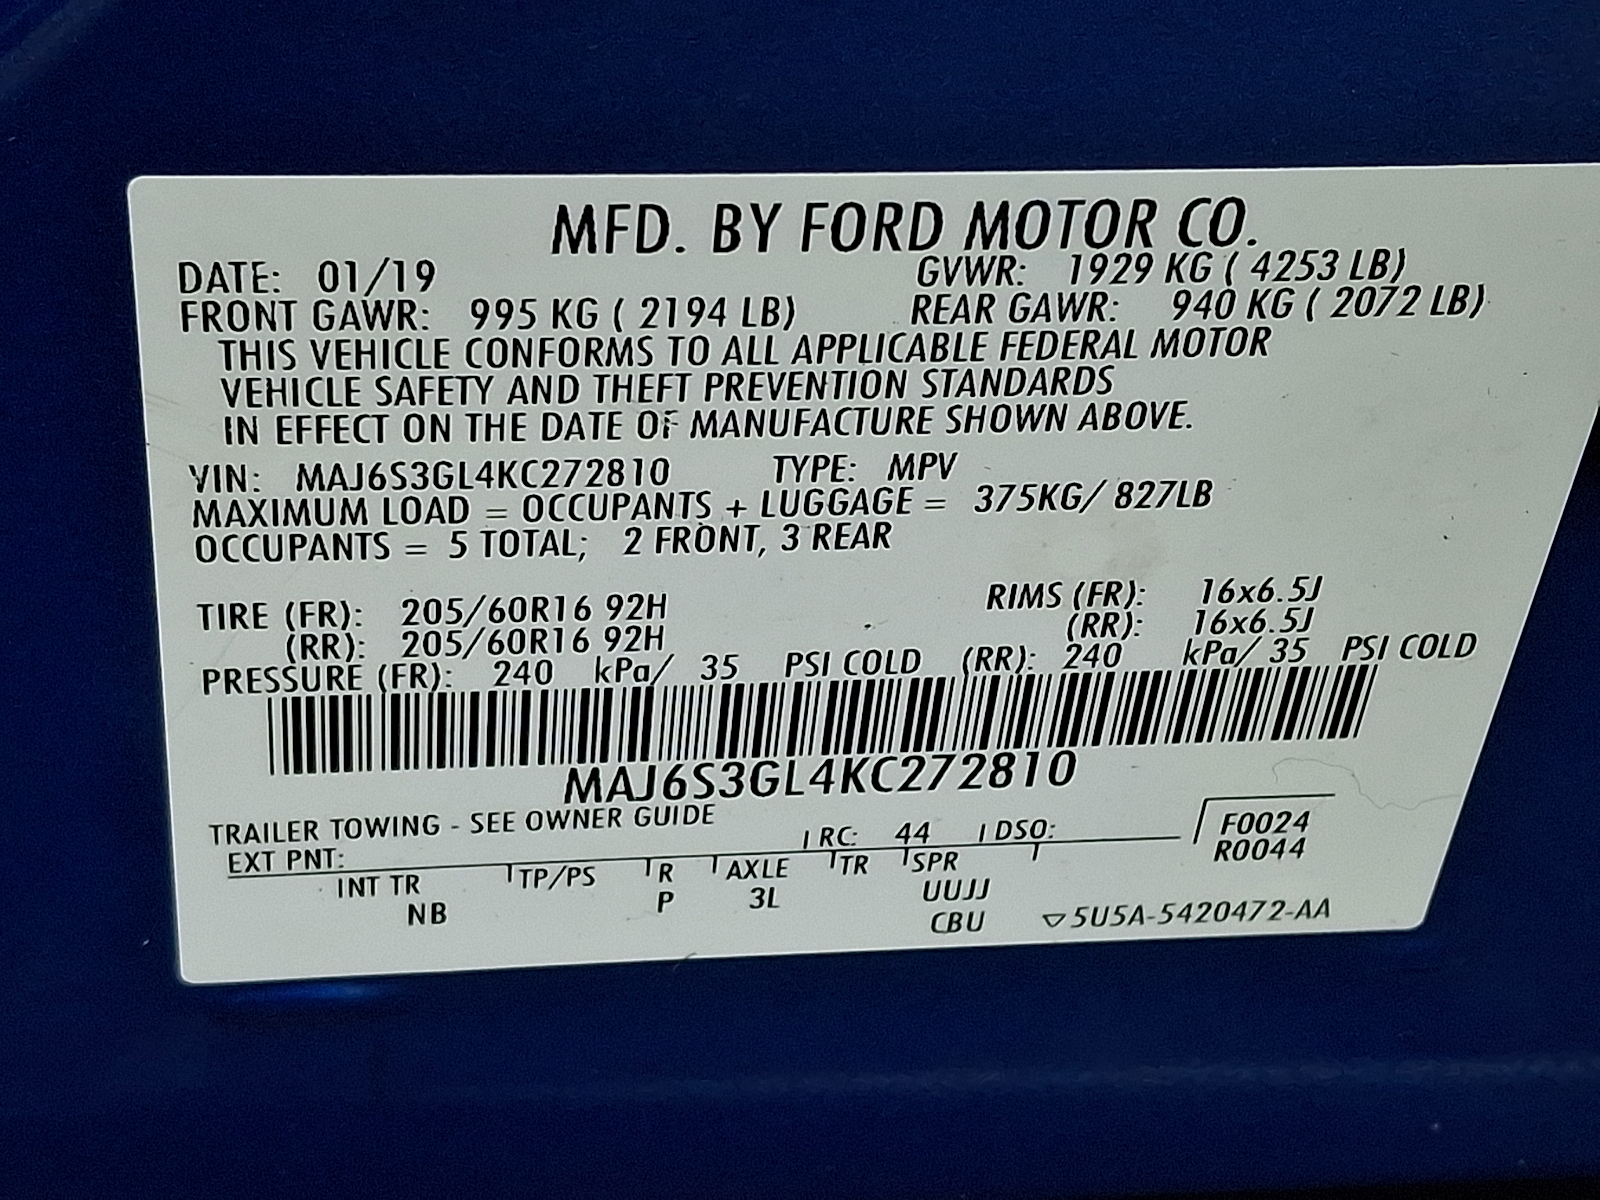 MFD. BY FORD MOTOR CO.
DATE: 01/19 GVWR: 1929 KG ( 4253 LB)
FRONT GAWR: 995 KG ( 2194 LB) REAR GAWR: 940 KG ( 2072 LB)
THIS VEHICLE CONFORMS TO ALL APPLICABLE FEDERAL MOTOR
VEHICLE SAFETY AND THEFT PREVENTION STANDARDS
IN EFFECT ON THE DATE OF MANUFACTURE SHOWN ABOVE.
VIN: MAJ6S3GL4KC272810 TYPE: MPV
MAXIMUM LOAD = OCCUPANTS + LUGGAGE = 375KG/ 827LB
OCCUPANTS = 5 TOTAL; 2 FRONT, 3 REAR
TIRE (FR): 205/60R16 92H RIMS (FR): 16x6.5J
(RR): 205/60R16 92H (RR): 16x6.5J
PRESSURE (FR): 240 kPa/ 35 PSI COLD (RR): 240 kPa/ 35 PSI COLD
MAJ6S3GL4KC272810
TRAILER TOWING - SEE OWNER GUIDE
EXT PNT: RC: 44 DSO: F0024
R0044
INT TR TP/PS R AXLE TR SPR
NB P 3L UUJJ
CBU ▽5U5A-5420472-AA